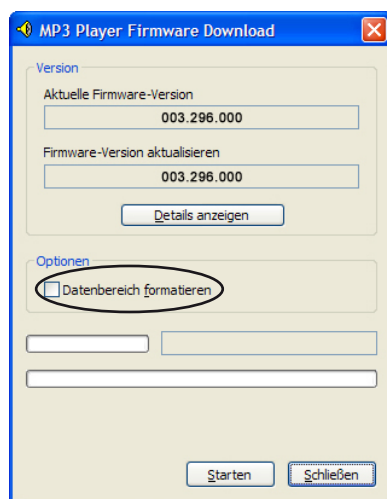 MP3 Player Firmware Download
Version
Aktuelle Firmware-Version
003.296.000
Firmware-Version aktualisieren
003.296.000
Details anzeigen
Optionen
Datenbereich formatieren
Starten Schließen